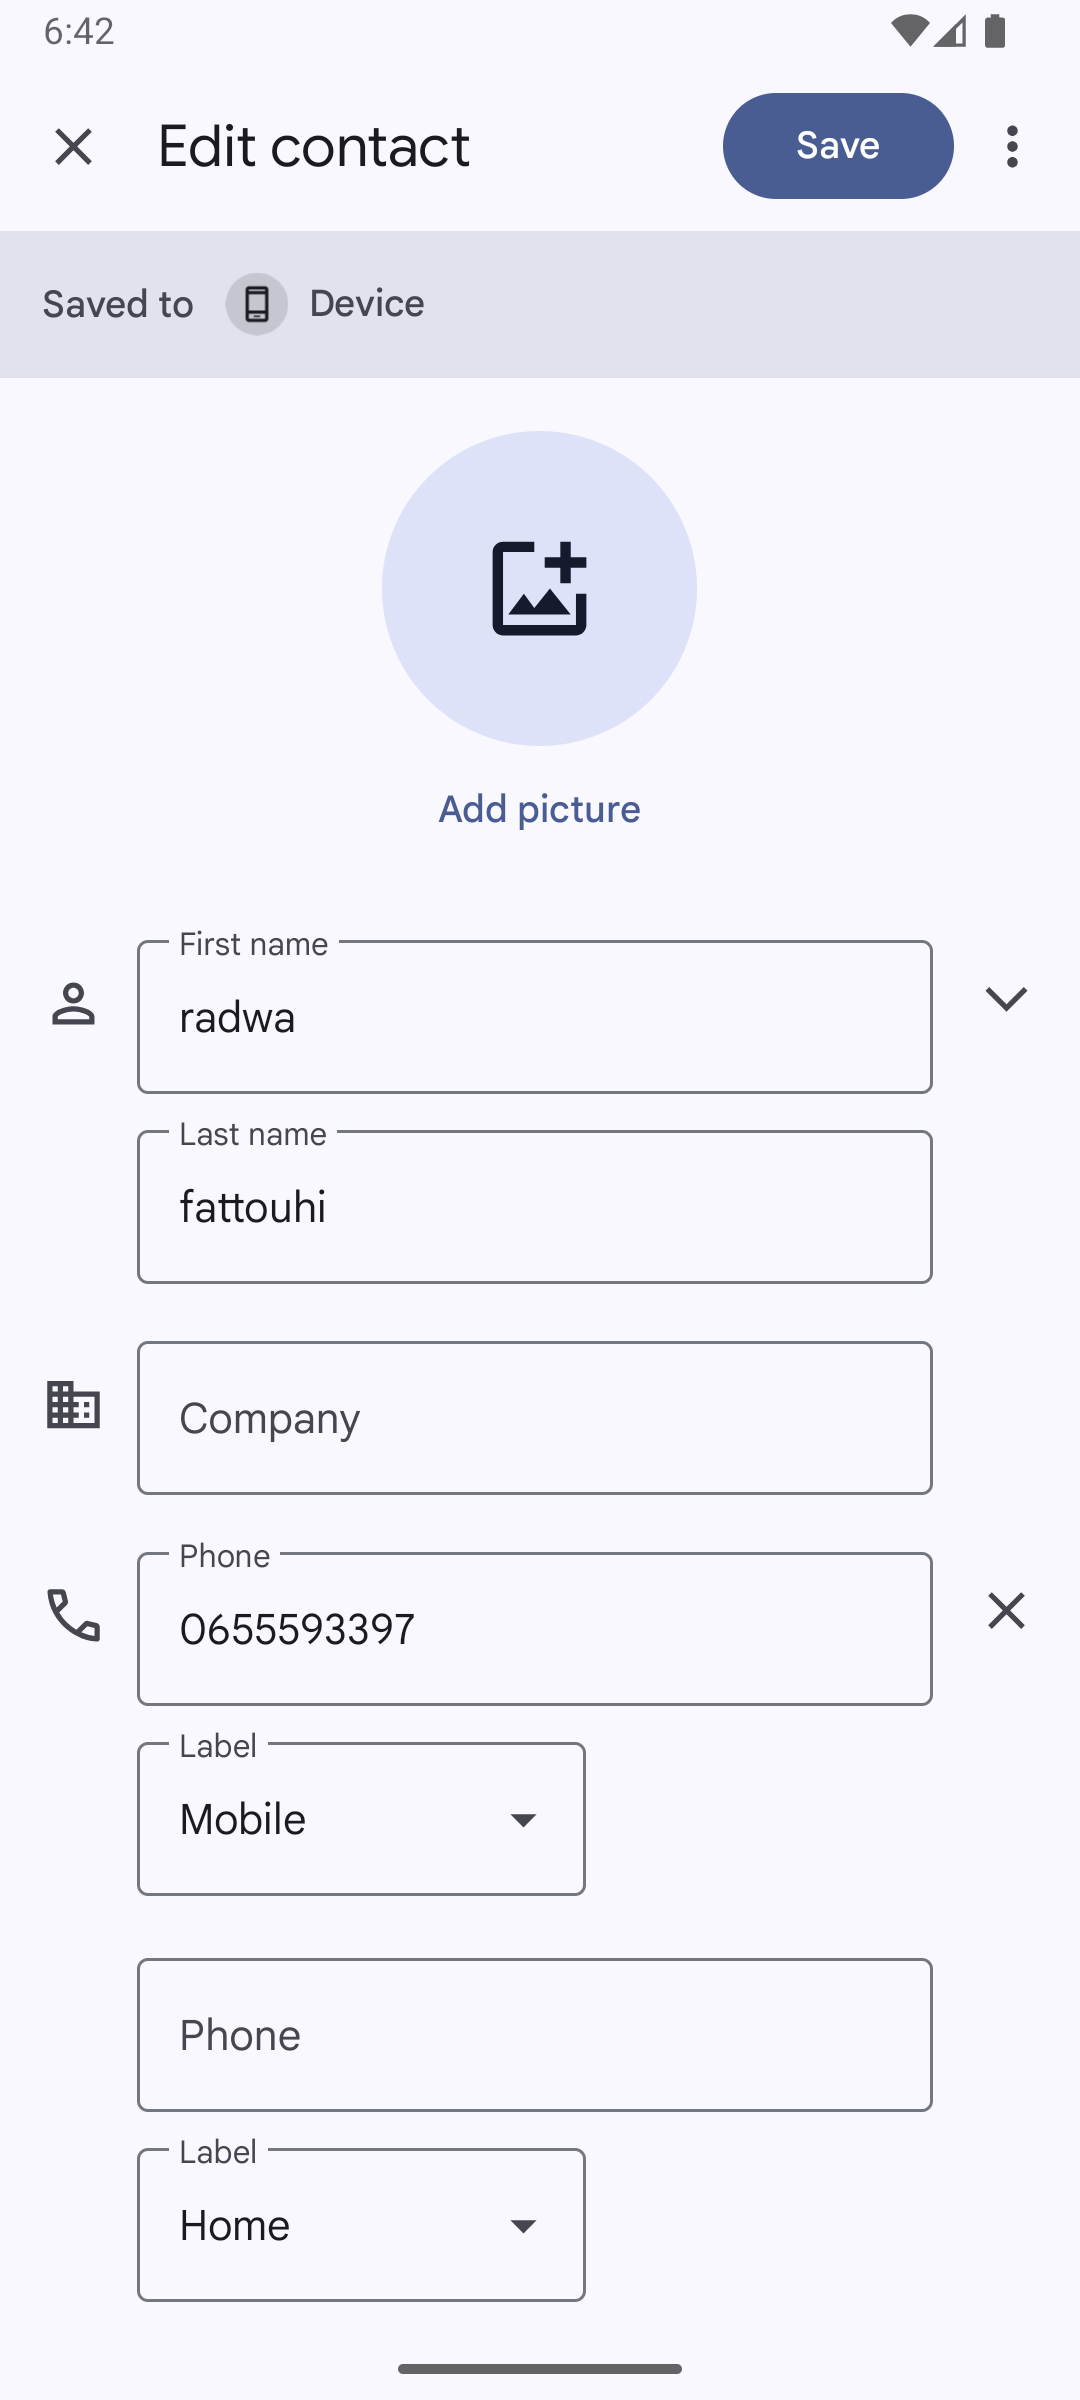 6:42
Edit contact
Save
Saved to
Device
Add picture
First name
radwa
Last name
fattouhi
Company
Phone
0655593397
Label
Mobile
Phone
Label
Home